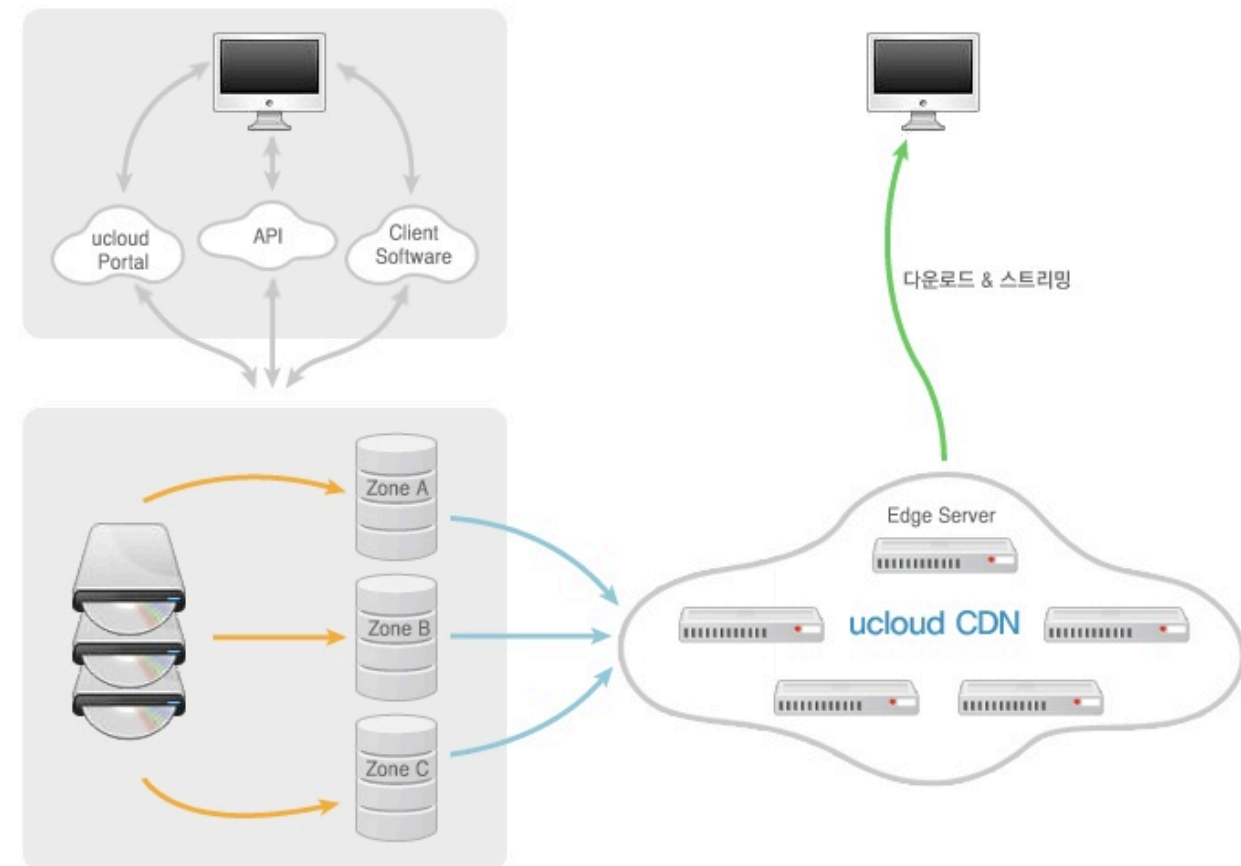 ucloud
Portal
API
Client
Software
다운로드 & 스트리밍
Zone A
Zone B
Zone C
Edge Server
ucloud CDN